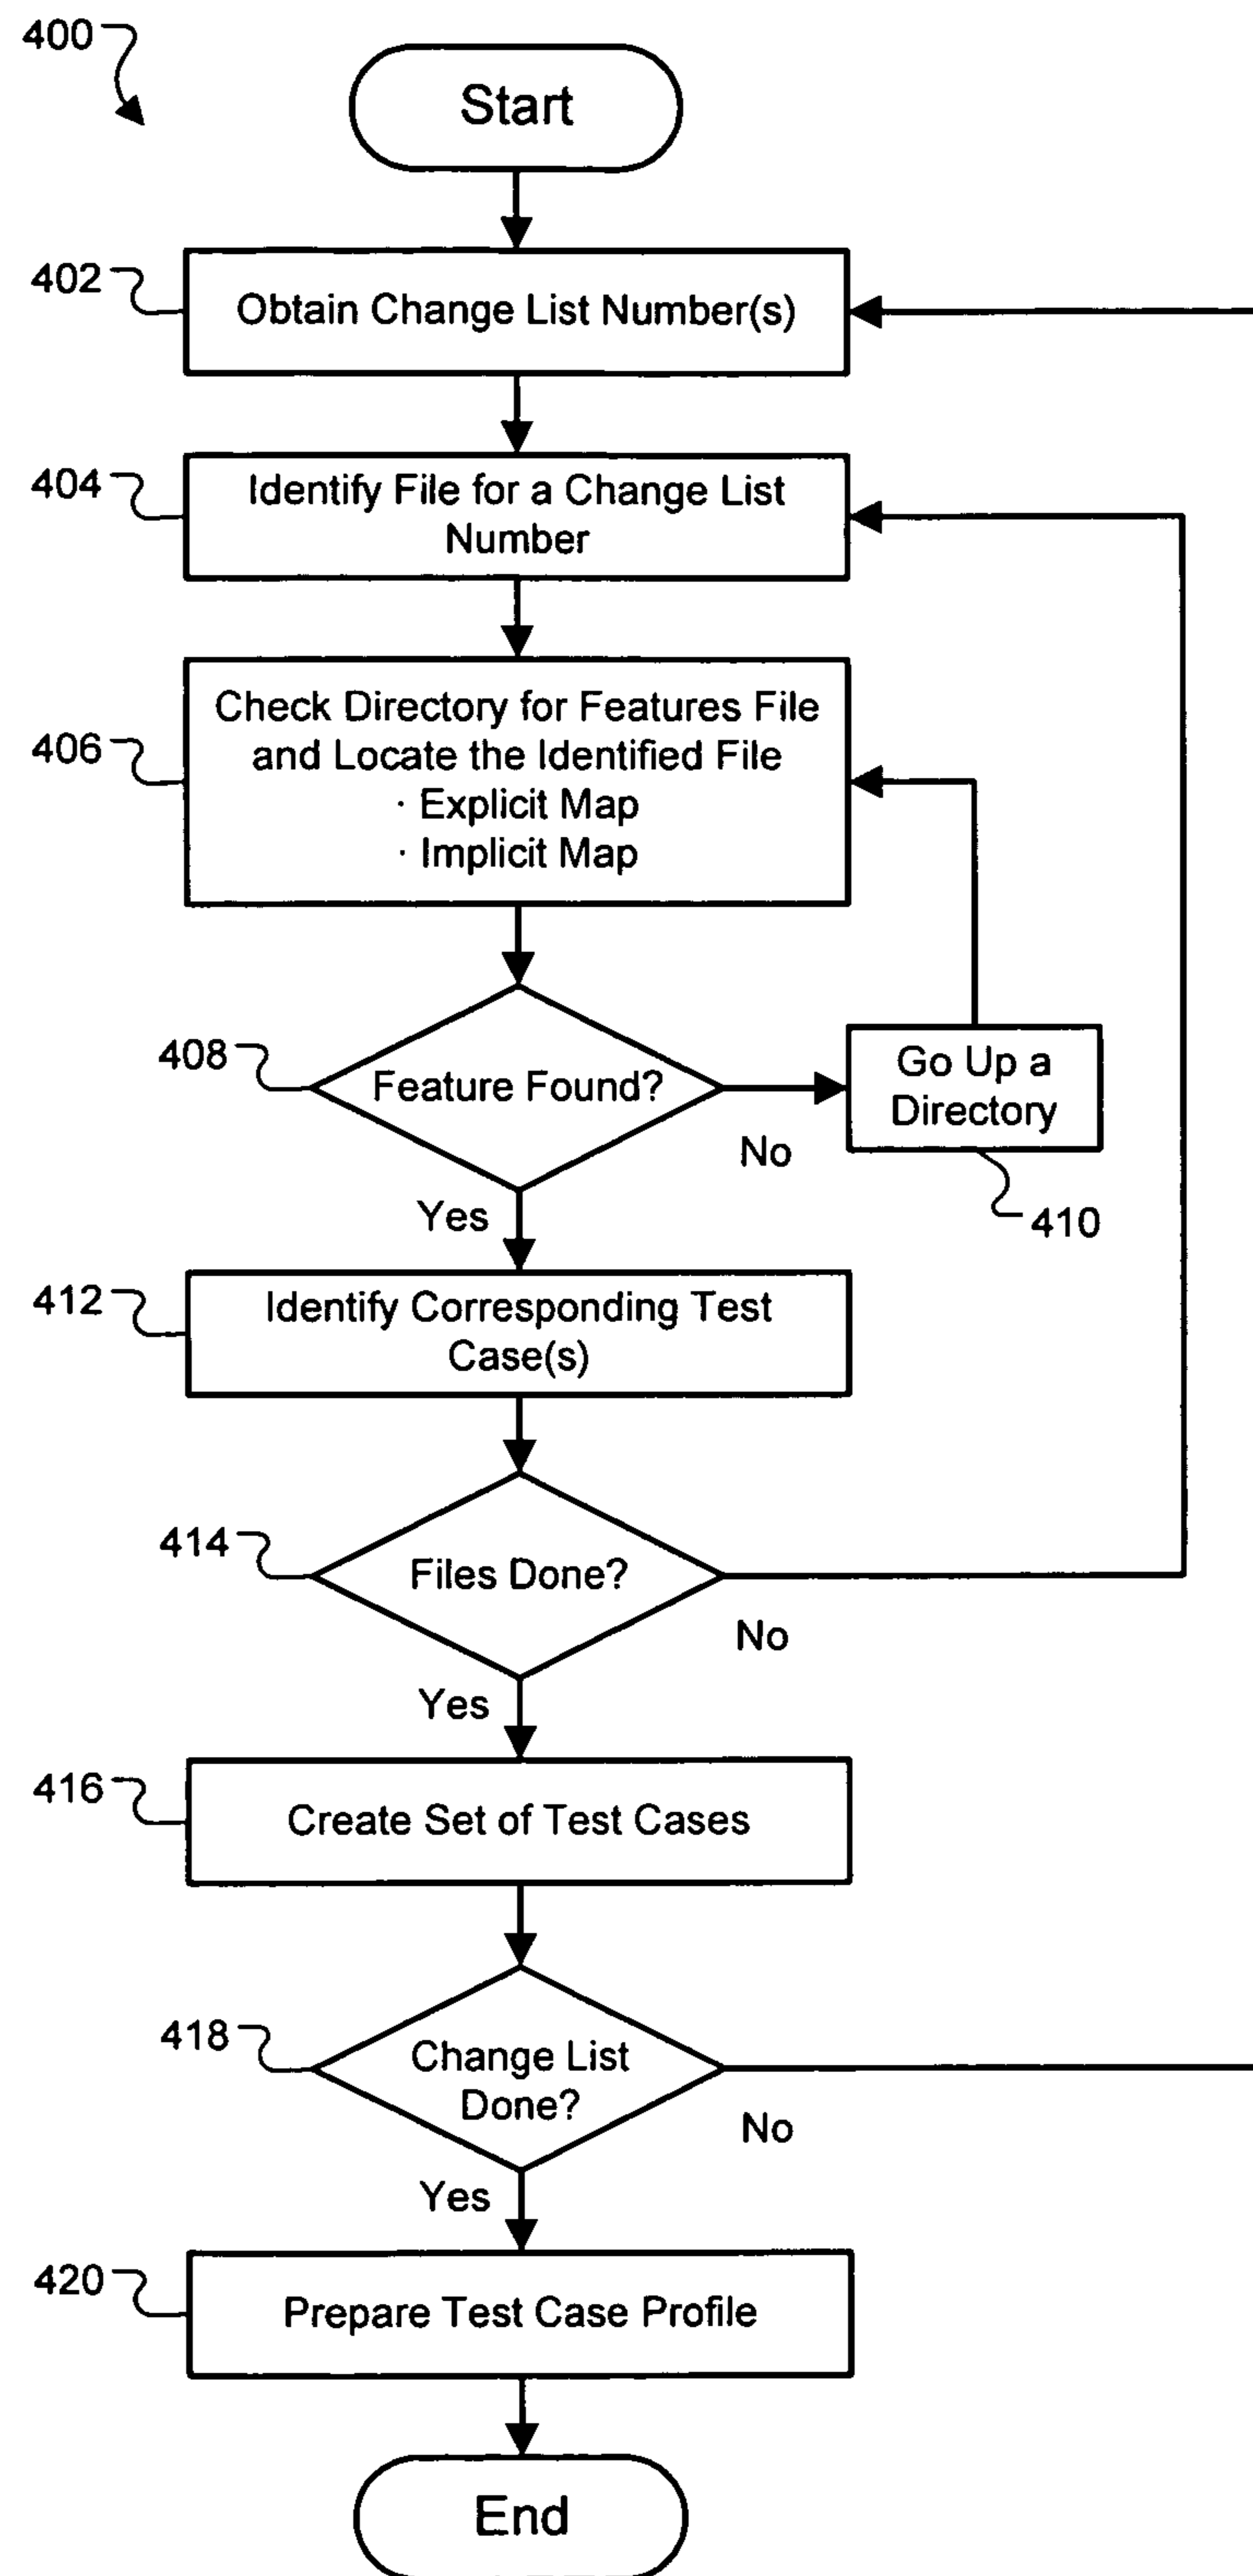 400
Start
402
Obtain Change List Number(s)
404
Identify File for a Change List
Number
406
Check Directory for Features File
and Locate the Identified File
· Explicit Map
· Implicit Map
408
Feature Found?
No
Go Up a
Directory
410
Yes
412
Identify Corresponding Test
Case(s)
414
Files Done?
No
Yes
416
Create Set of Test Cases
418
Change List
Done?
No
Yes
420
Prepare Test Case Profile
End